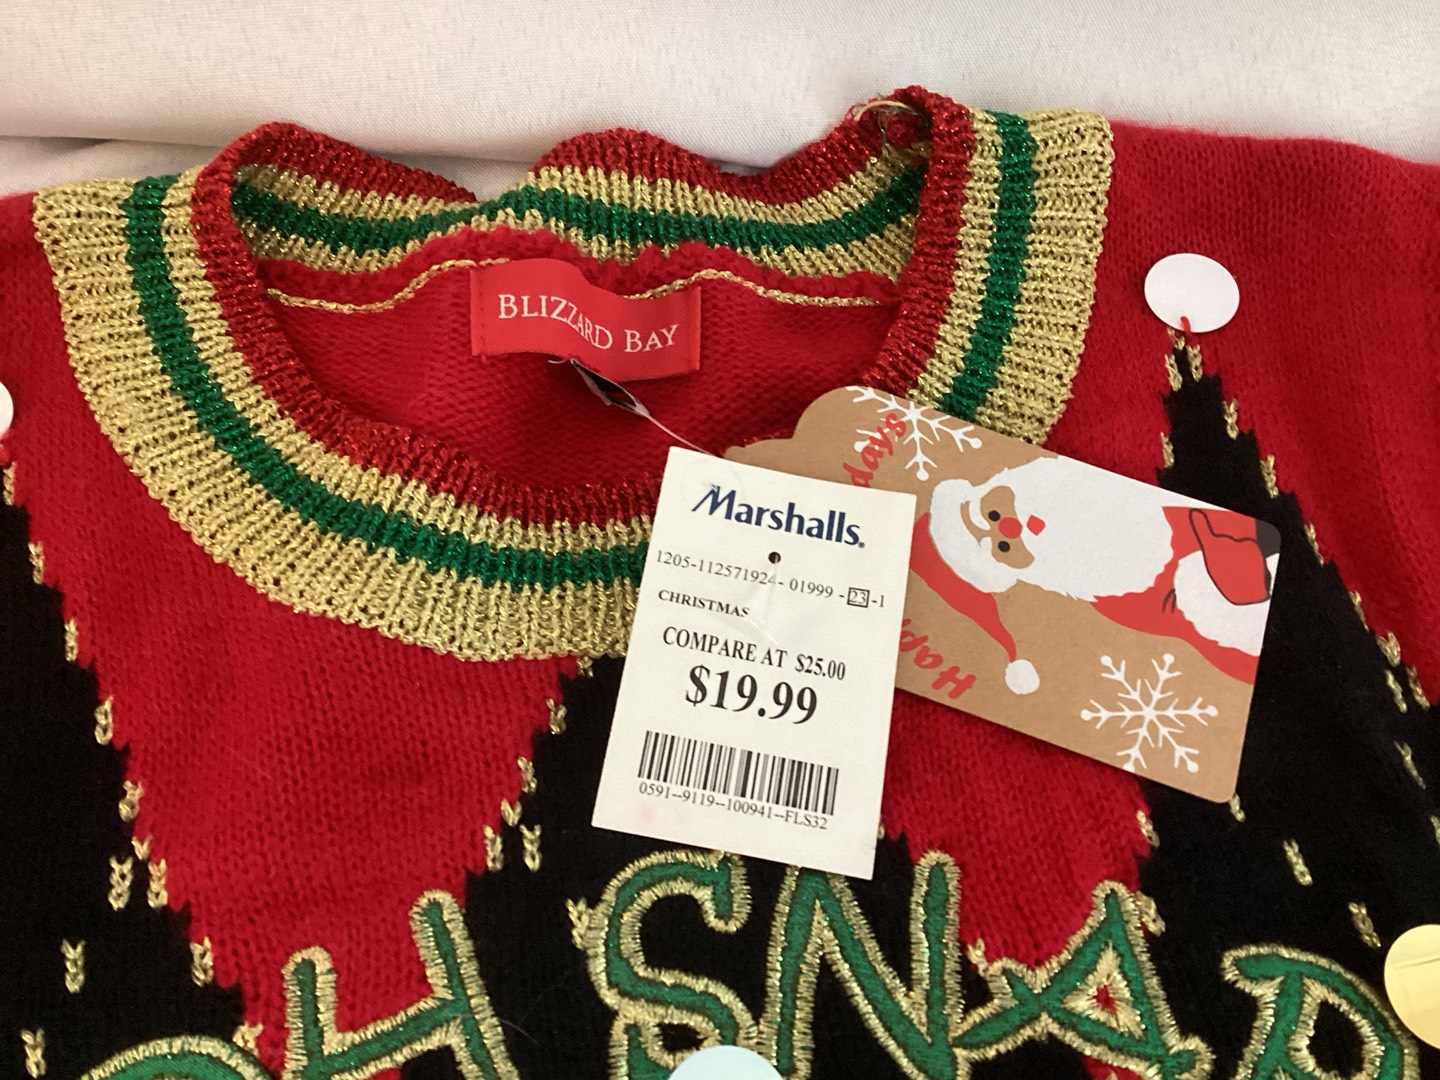 BLIZZARD BAY
Marshalls.
1205-112571924- 01999 -23-1
CHRISTMAS
COMPARE AT $25.00
$19.99
0591--9119--100941--FLS32
SNAP